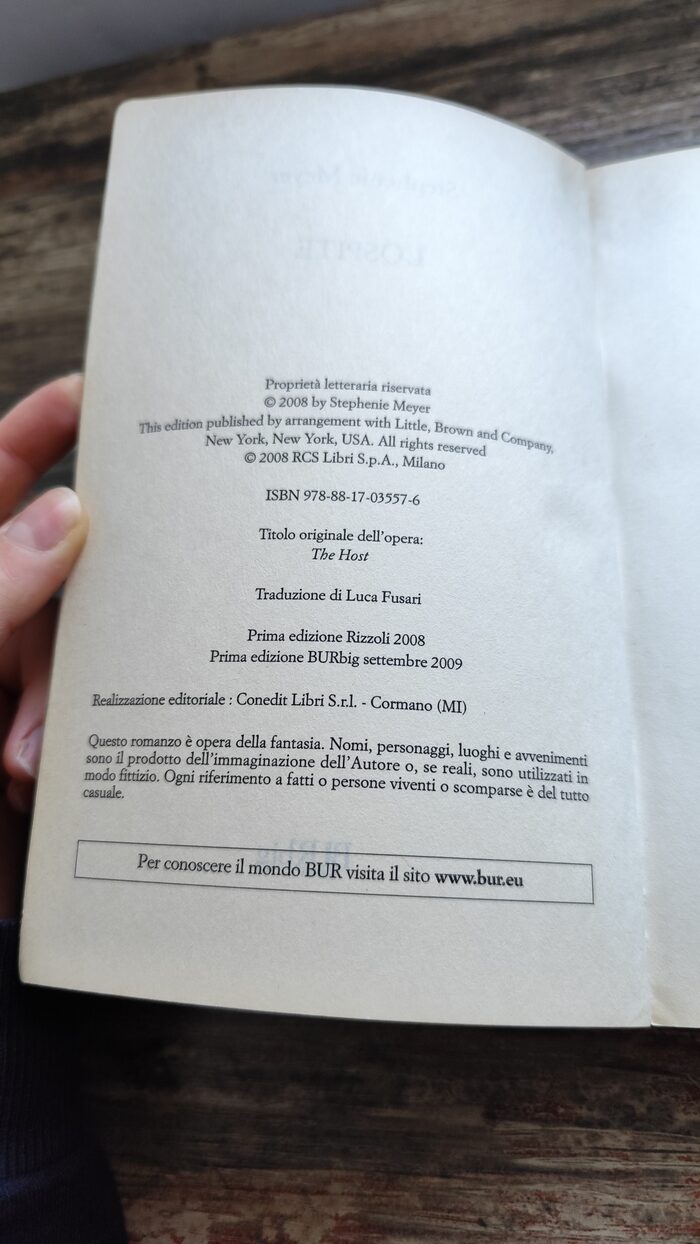 Proprietà letteraria riservata
© 2008 by Stephenie Meyer
This edition published by arrangement with Little, Brown and Company,
New York, New York, USA. All rights reserved
© 2008 RCS Libri S.p.A., Milano
ISBN 978-88-17-03557-6
Titolo originale dell'opera:
The Host
Traduzione di Luca Fusari
Prima edizione Rizzoli 2008
Prima edizione BURbig settembre 2009
Realizzazione editoriale : Conedit Libri S.r.l. - Cormano (MI)
Questo romanzo è opera della fantasia. Nomi, personaggi, luoghi e avvenimenti
sono il prodotto dell'immaginazione dell'Autore o, se reali, sono utilizzati in
modo fittizio. Ogni riferimento a fatti o persone viventi o scomparse è del tutto
casuale.
Per conoscere il mondo BUR visita il sito www.bur.eu